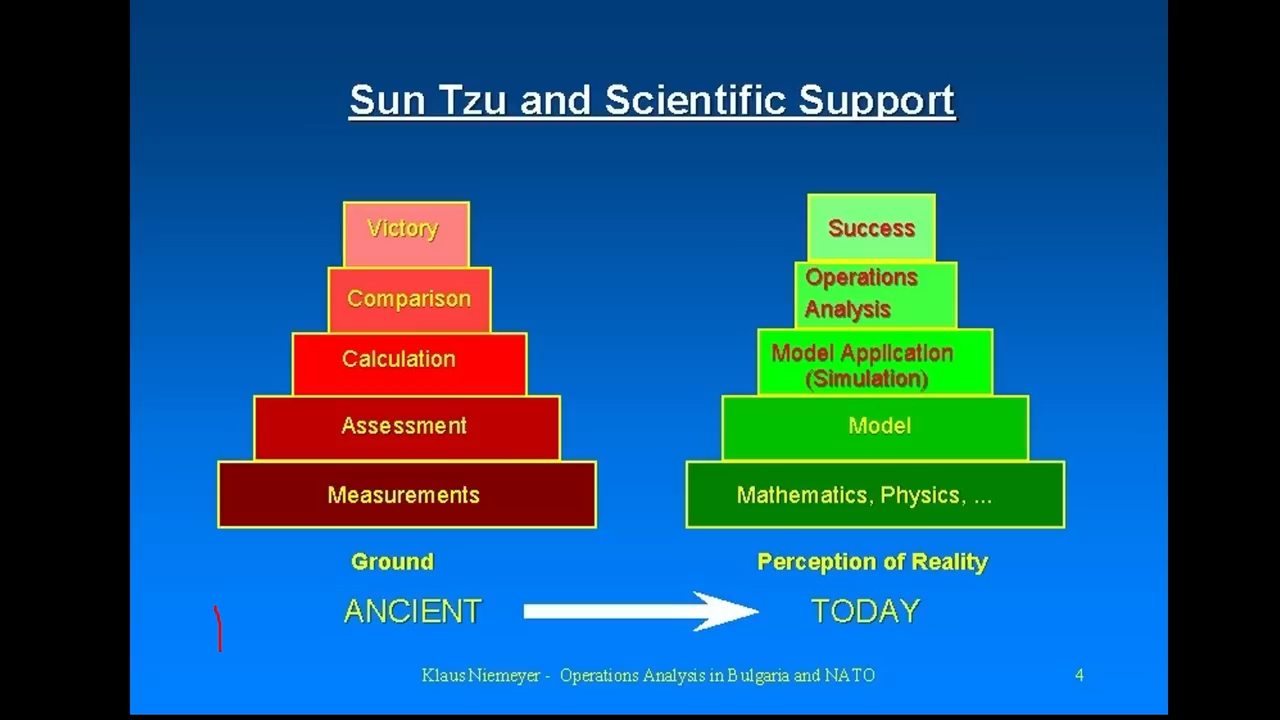 Sun Tzu and Scientific Support
Victory
Comparison
Calculation
Assessment
Measurements
Ground
ANCIENT
Success
Operations
Analysis
Model Application
(Simulation)
Model
Mathematics, Physics, ...
Perception of Reality
TODAY
Klaus Niemeyer - Operations Analysis in Bulgaria and NATO
4